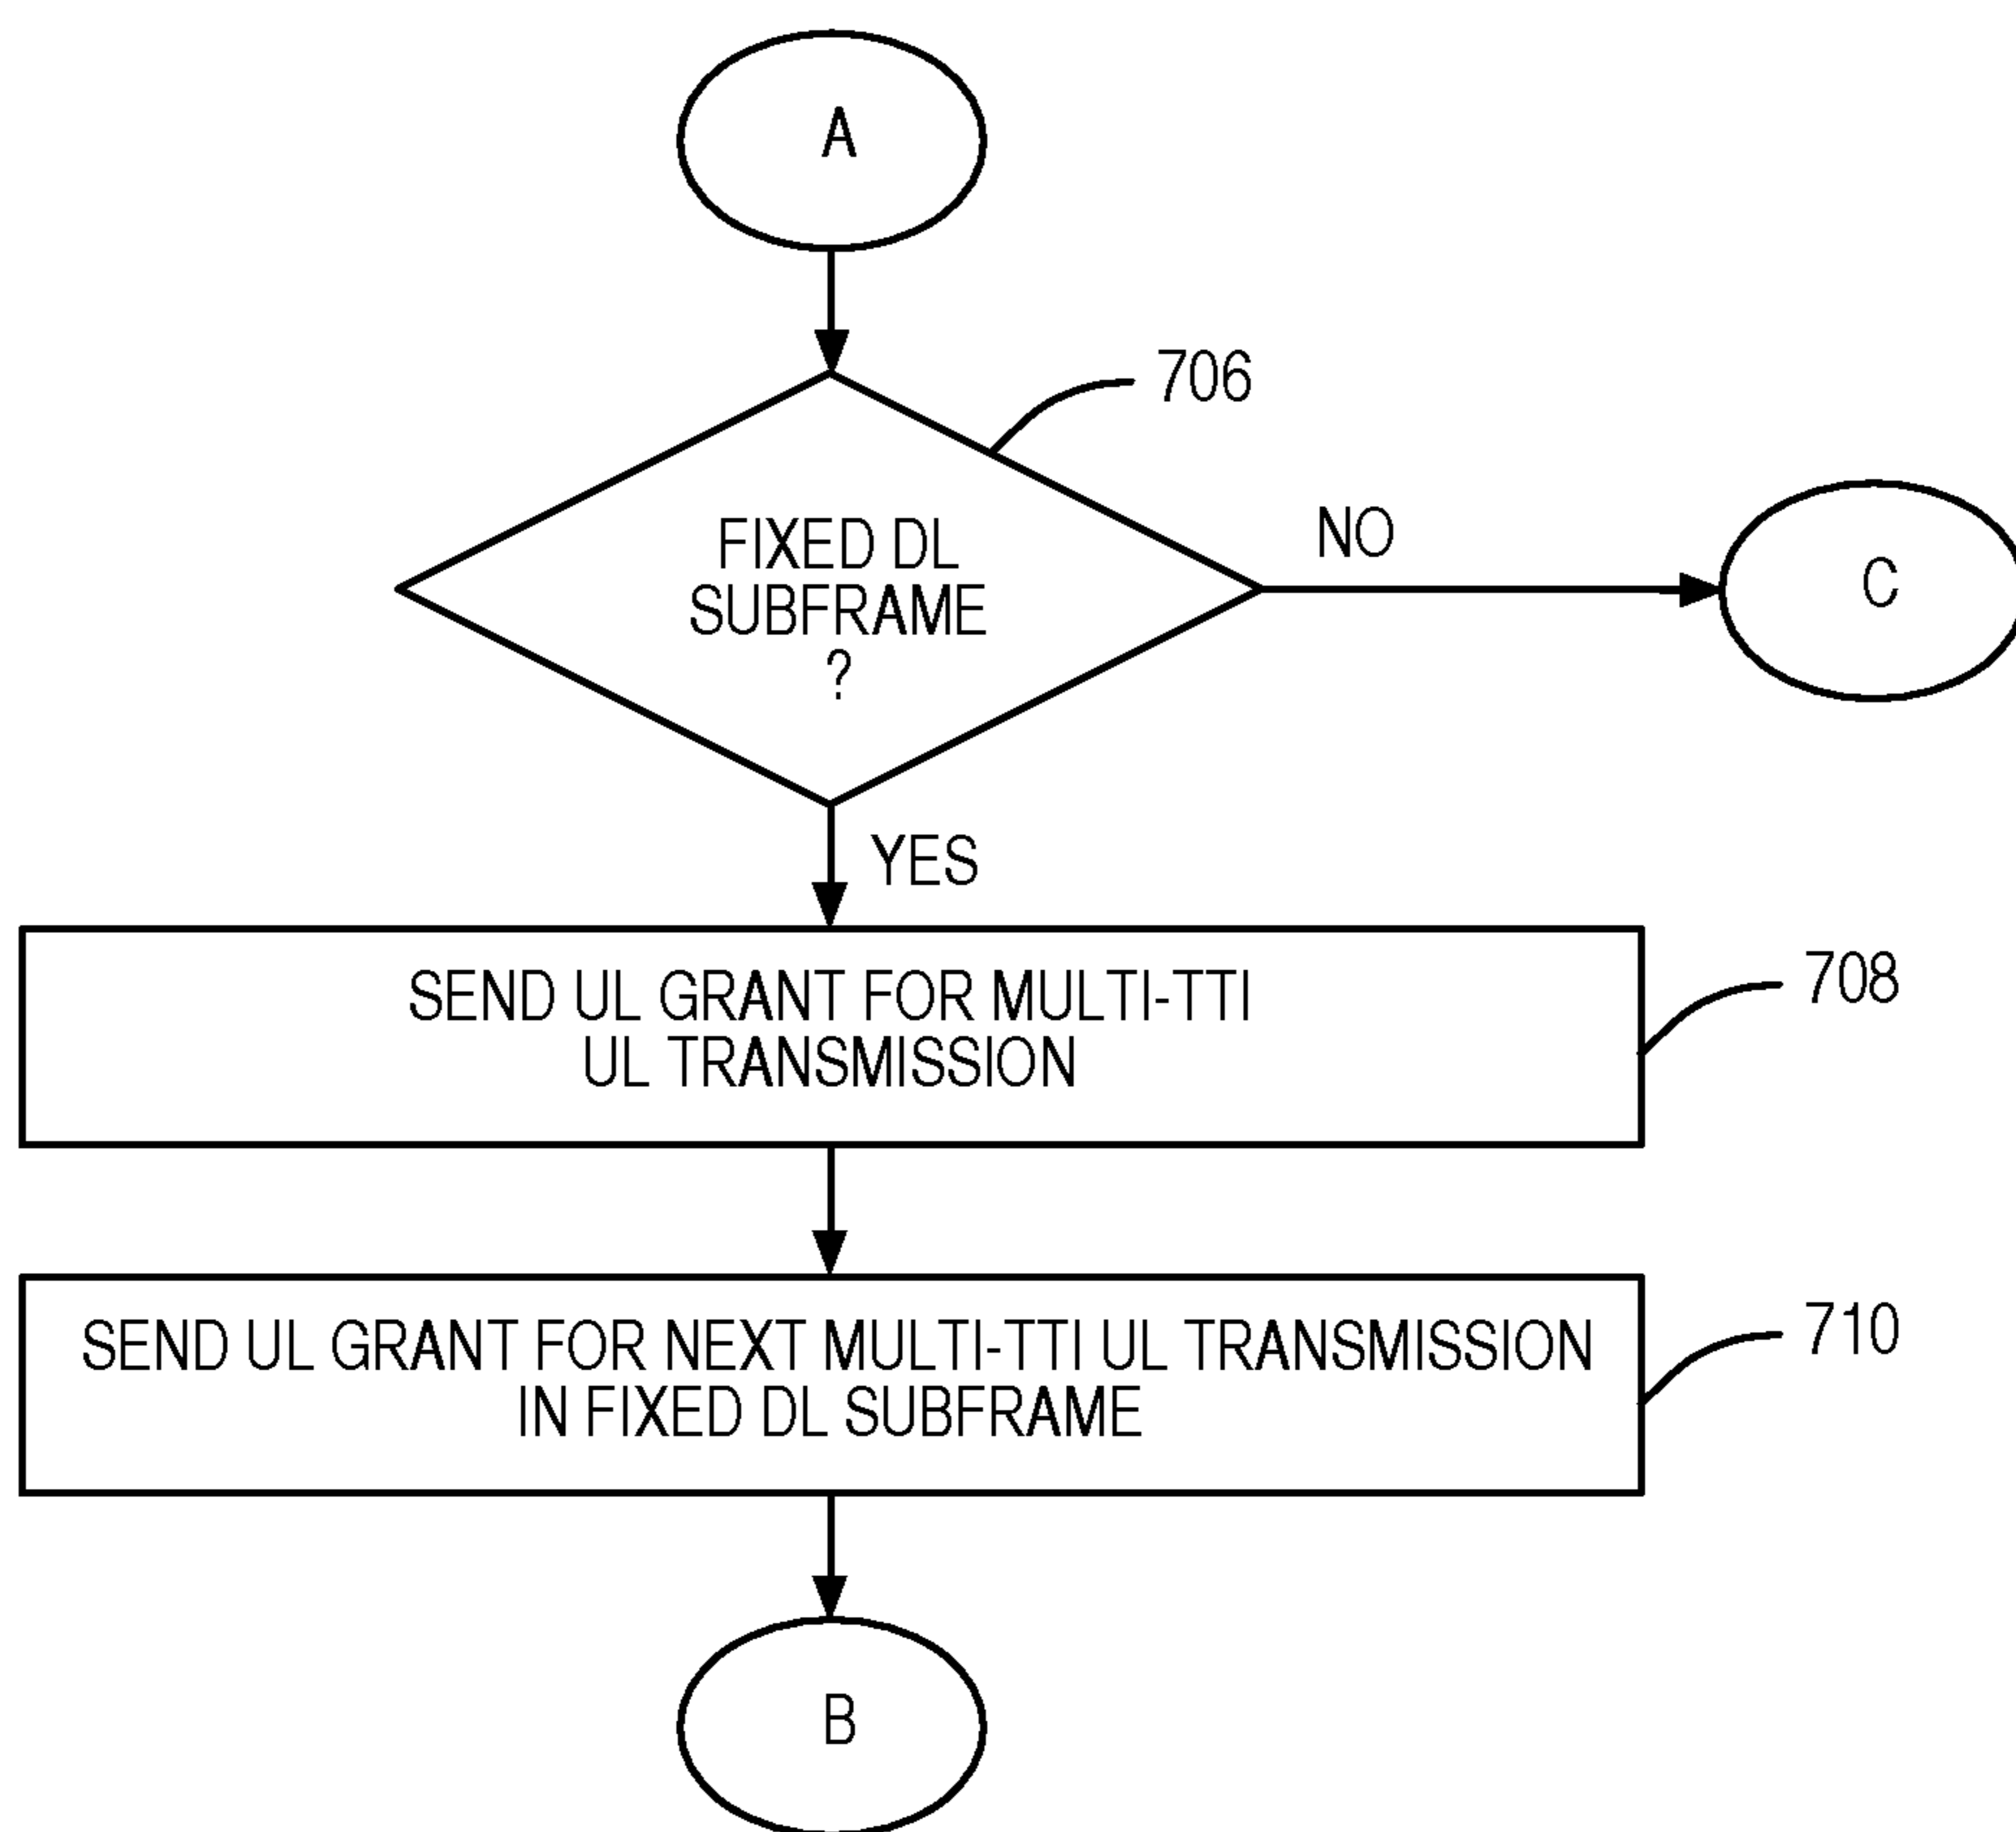 A
706
FIXED DL
SUBFRAME
?
NO
C
YES
SEND UL GRANT FOR MULTI-TTI
UL TRANSMISSION
708
SEND UL GRANT FOR NEXT MULTI-TTI UL TRANSMISSION
IN FIXED DL SUBFRAME
710
B